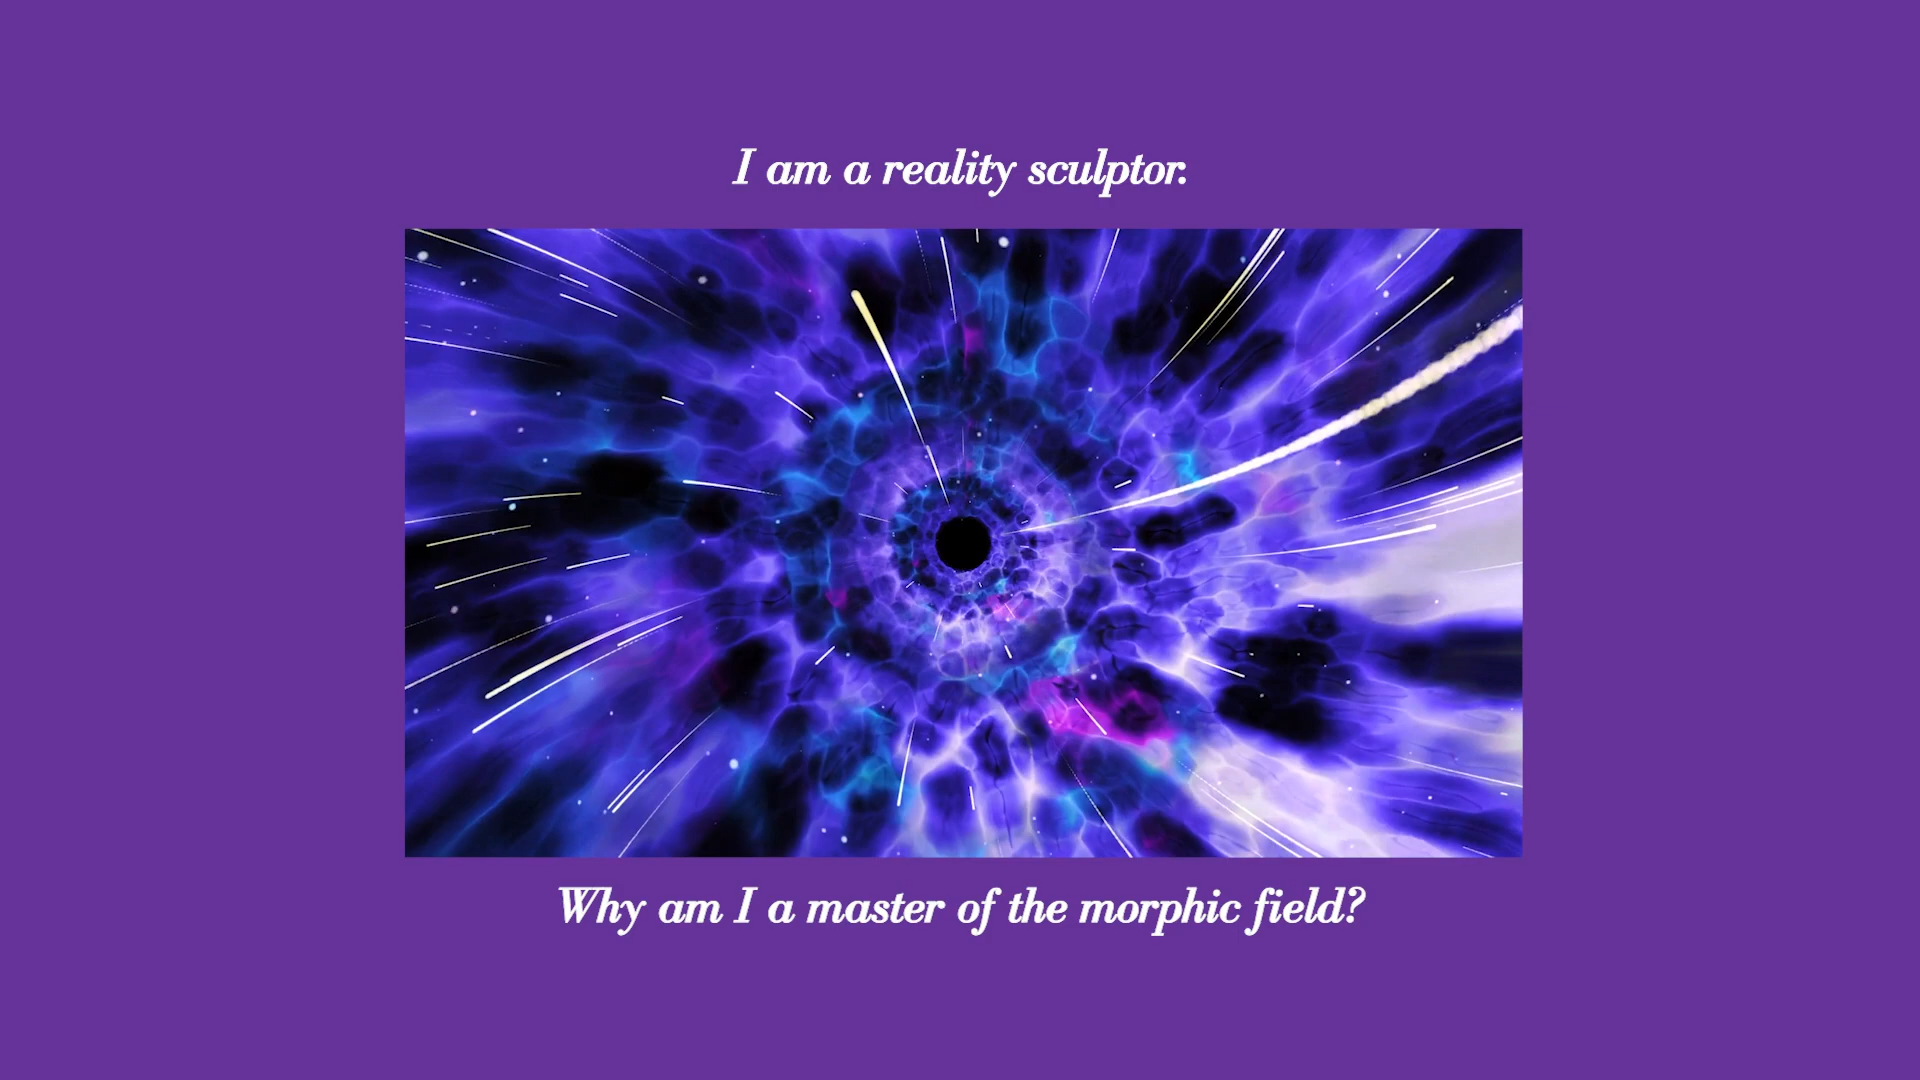 I am a reality sculptor.
Why am I a master of the morphic field?